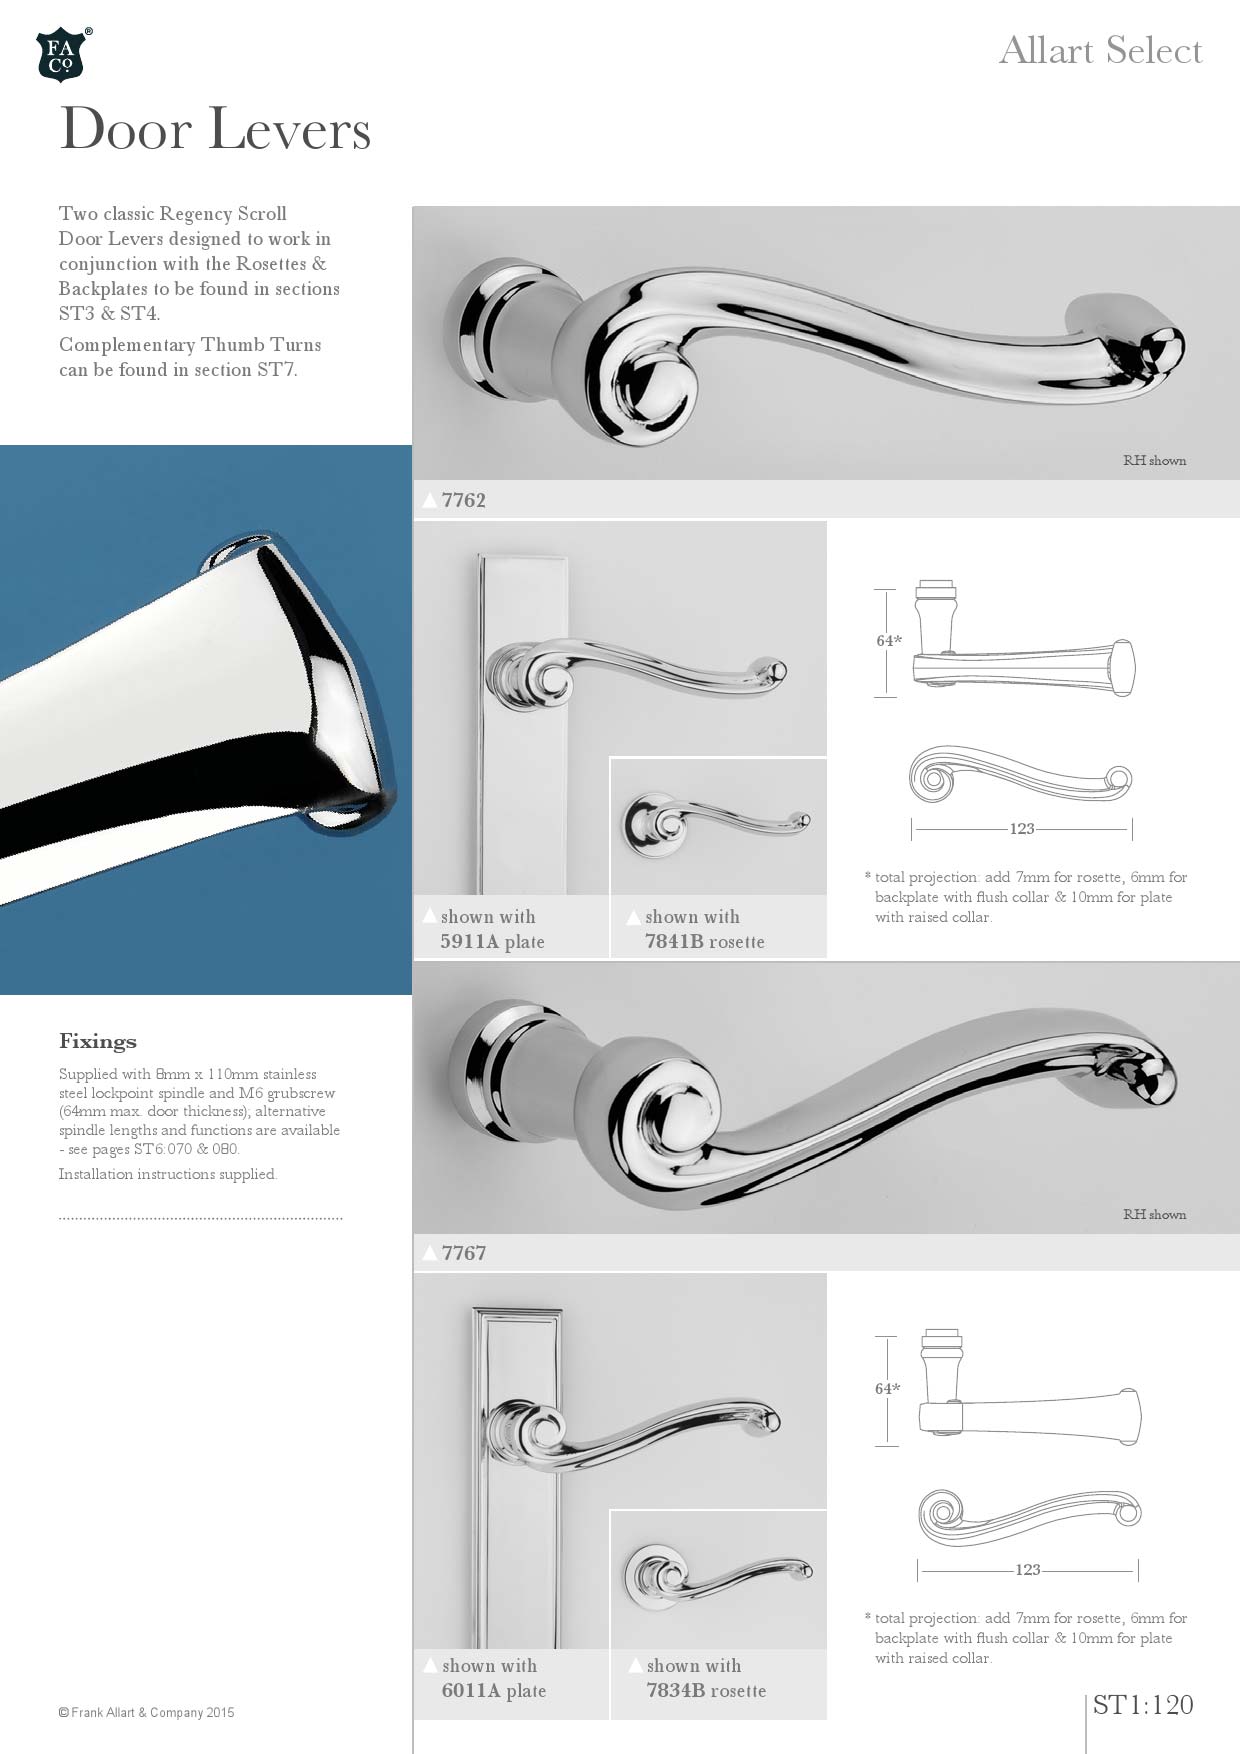 FA
Co.
®
Allart Select
Door Levers
Two classic Regency Scroll
Door Levers designed to work in
conjunction with the Rosettes &
Backplates to be found in sections
ST3 & ST4.
Complementary Thumb Turns
can be found in section ST7.
RH shown
7762
64*
123
* total projection: add 7mm for rosette, 6mm for
backplate with flush collar & 10mm for plate
with raised collar.
shown with
5911A plate
shown with
7841B rosette
Fixings
Supplied with 8mm x 110mm stainless
steel lockpoint spindle and M6 grubscrew
(64mm max. door thickness); alternative
spindle lengths and functions are available
- see pages ST6:070 & 080.
Installation instructions supplied.
RH shown
7767
64*
123
* total projection: add 7mm for rosette, 6mm for
backplate with flush collar & 10mm for plate
with raised collar.
shown with
6011A plate
shown with
7834B rosette
© Frank Allart & Company 2015
ST1:120